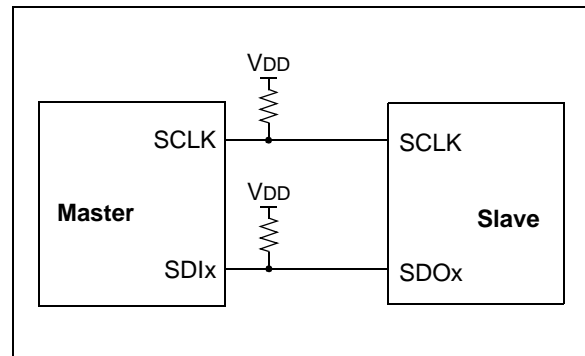 VDD
SCLK
SCLK
VDD
Master
Slave
SDIx
SDOx